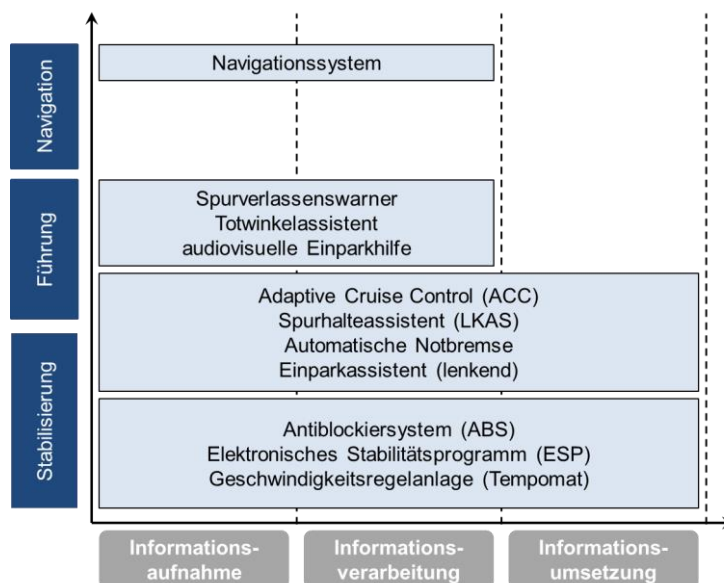 Navigation
Navigationssystem
Führung
Spurverlassenswarner
Totwinkelassistent
audiovisuelle Einparkhilfe
Adaptive Cruise Control (ACC)
Spurhalteassistent (LKAS)
Automatische Notbremse
Einparkassistent (lenkend)
Stabilisierung
Antiblockiersystem (ABS)
Elektronisches Stabilitätsprogramm (ESP)
Geschwindigkeitsregelanlage (Tempomat)
Informations-
aufnahme
Informations-
verarbeitung
Informations-
umsetzung